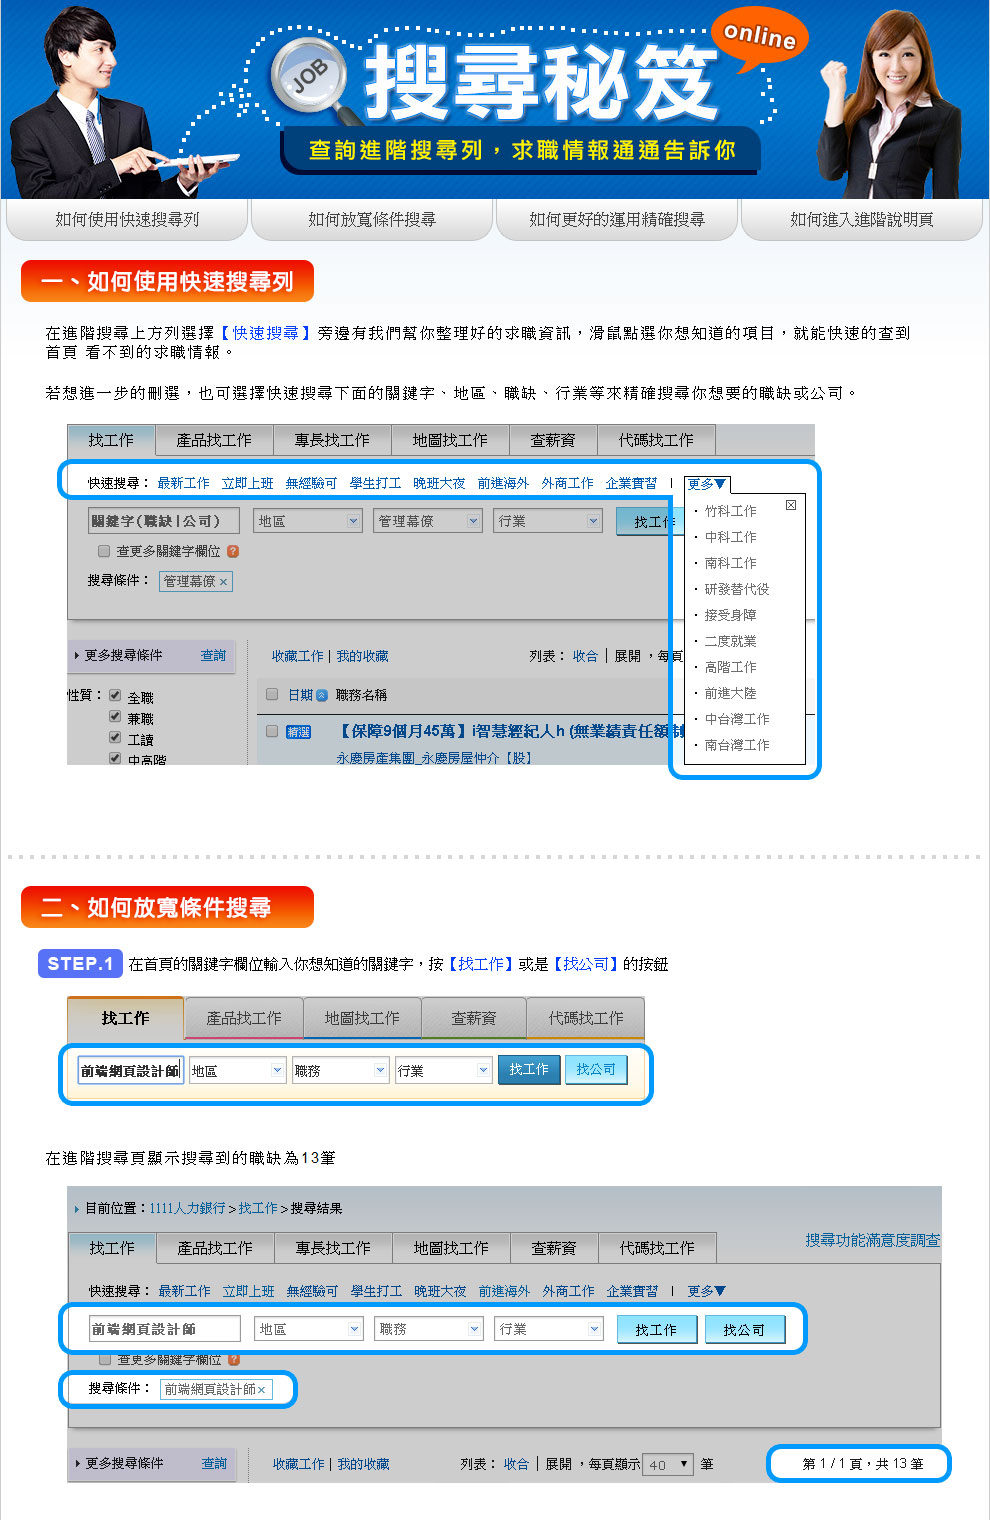 JOB
搜尋秘笈
online
查詢進階搜尋列，求職情報通通告訴你
如何使用快速搜尋列
如何放寬條件搜尋
如何更好的運用精確搜尋
如何進入進階說明頁
一、如何使用快速搜尋列
在進階搜尋上方列選擇【快速搜尋】旁邊有我們幫你整理好的求職資訊，滑鼠點選你想知道的項目，就能快速的查到
首頁 看不到的求職情報。
若想進一步的刪選，也可選擇快速搜尋下面的關鍵字、地區、職缺、行業等來精確搜尋你想要的職缺或公司。
找工作 產品找工作 專長找工作 地圖找工作 查薪資 代碼找工作
快速搜尋： 最新工作 立即上班 無經驗可 學生打工 晚班大夜 前進海外 外商工作 企業實習 | 更多▼
關鍵字(職缺|公司) 地區 管理幕僚 行業 找工作
查更多關鍵字欄位 ?
搜尋條件： 管理幕僚 ×
・竹科工作
・中科工作
・南科工作
・研發替代役
・接受身障
・二度就業
・高階工作
・前進大陸
・中台灣工作
・南台灣工作
更多搜尋條件 查詢
收藏工作 | 我的收藏 列表： 收合 | 展開 ，每頁
性質： 全職
兼職
工讀
中高階
日期 職務名稱
精選 【保障9個月45萬】i智慧經紀人h (無業績責任額制
永慶房產集團_永慶房屋仲介【股】
二、如何放寬條件搜尋
STEP.1 在首頁的關鍵字欄位輸入你想知道的關鍵字，按【找工作】或是【找公司】的按鈕
找工作 產品找工作 地圖找工作 查薪資 代碼找工作
前端網頁設計師 地區 職務 行業 找工作 找公司
在進階搜尋頁顯示搜尋到的職缺為13筆
目前位置：1111人力銀行 > 找工作 > 搜尋結果
搜尋功能滿意度調查
找工作 產品找工作 專長找工作 地圖找工作 查薪資 代碼找工作
快速搜尋： 最新工作 立即上班 無經驗可 學生打工 晚班大夜 前進海外 外商工作 企業實習 | 更多▼
前端網頁設計師 地區 職務 行業 找工作 找公司
查更多關鍵字欄位 ?
搜尋條件： 前端網頁設計師 ×
更多搜尋條件 查詢
收藏工作 | 我的收藏 列表： 收合 | 展開 ，每頁顯示 40 ▼ 筆 第 1 / 1 頁，共 13 筆